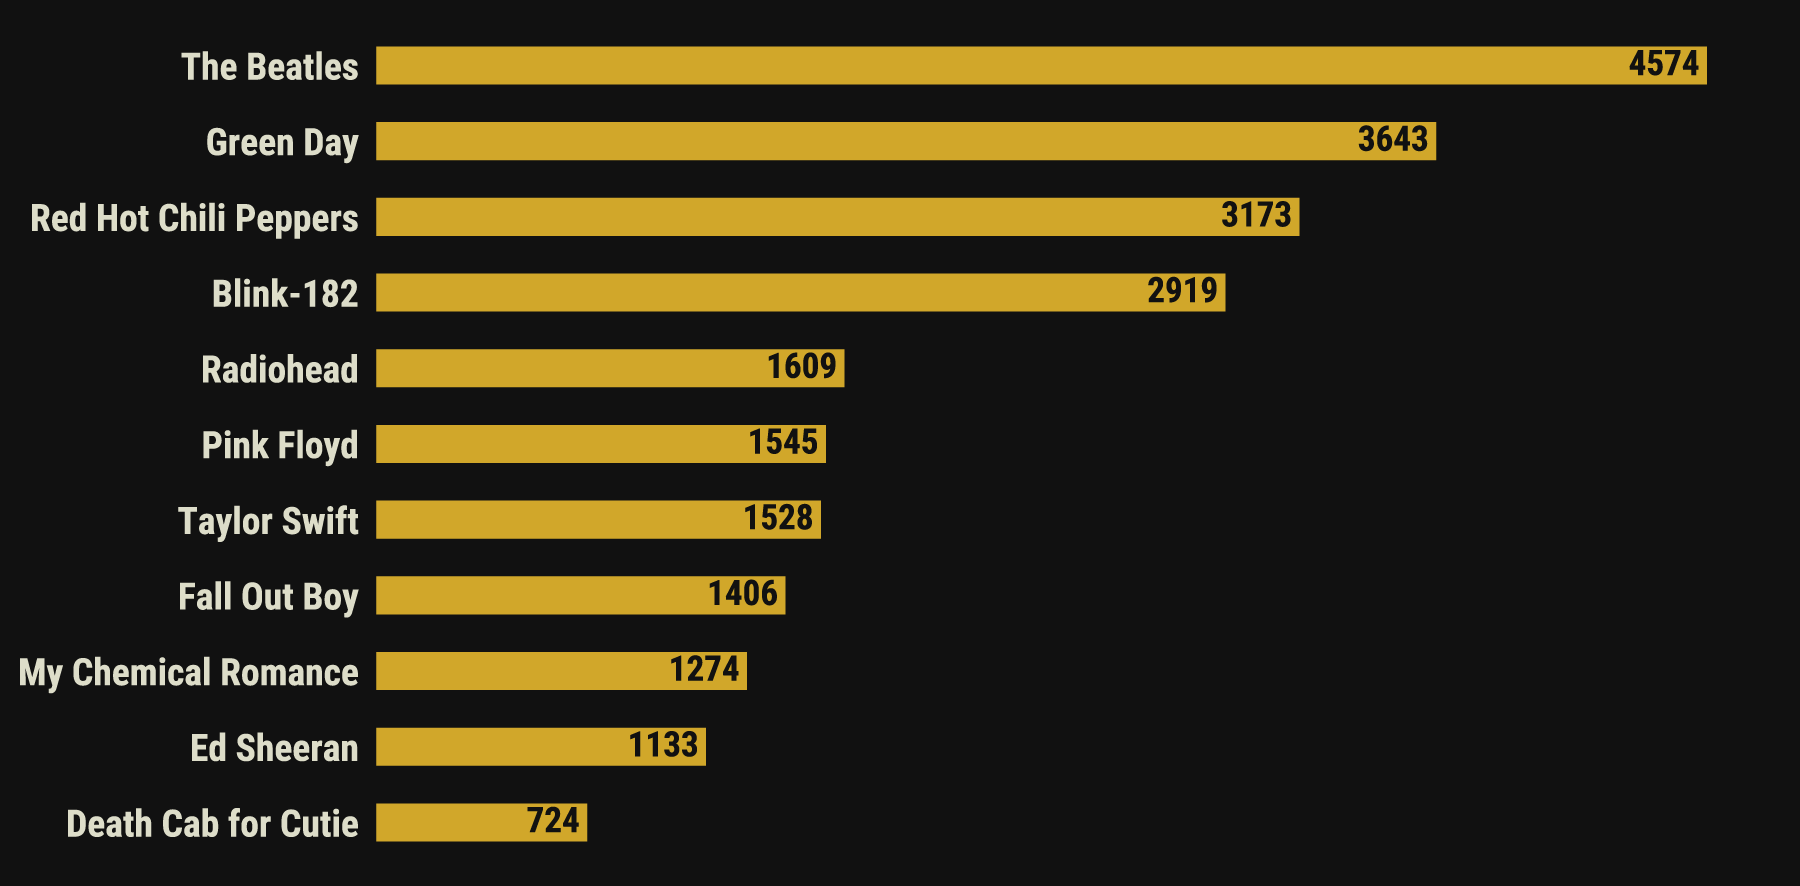 The Beatles 4574
Green Day 3643
Red Hot Chili Peppers 3173
Blink-182 2919
Radiohead 1609
Pink Floyd 1545
Taylor Swift 1528
Fall Out Boy 1406
My Chemical Romance 1274
Ed Sheeran 1133
Death Cab for Cutie 724